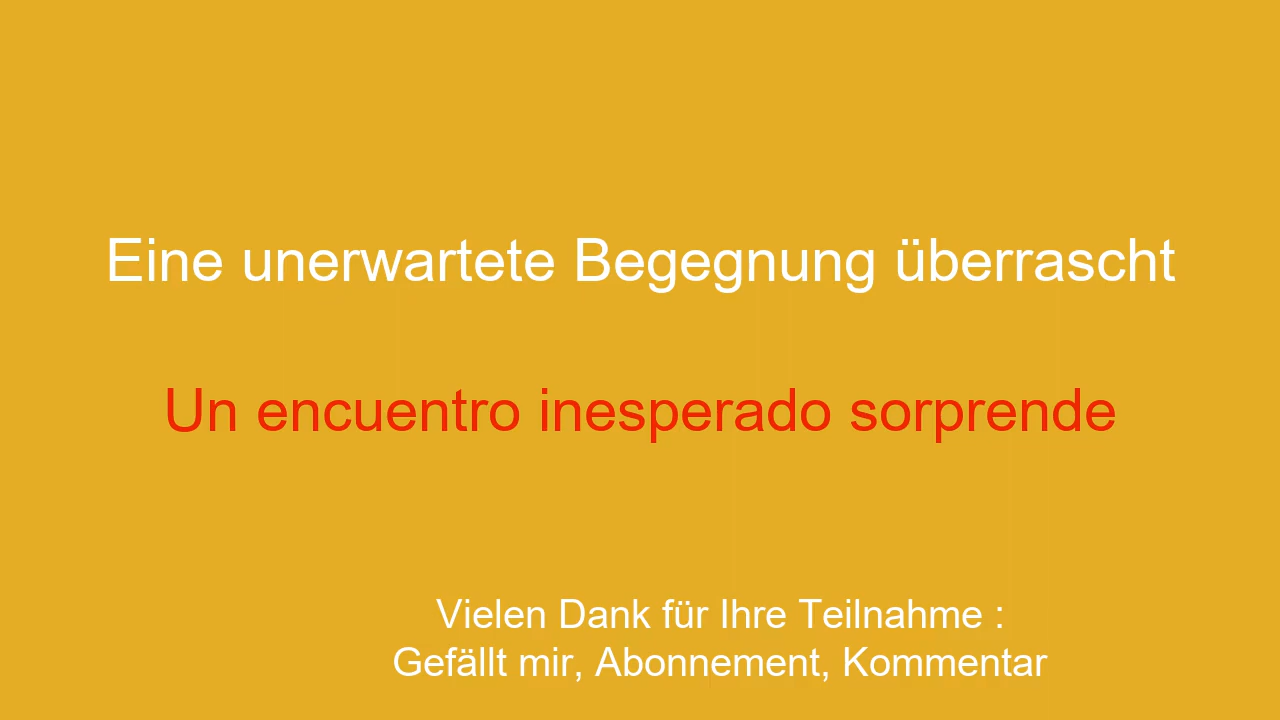 Eine unerwartete Begegnung überrascht
Un encuentro inesperado sorprende
Vielen Dank für Ihre Teilnahme :
Gefällt mir, Abonnement, Kommentar